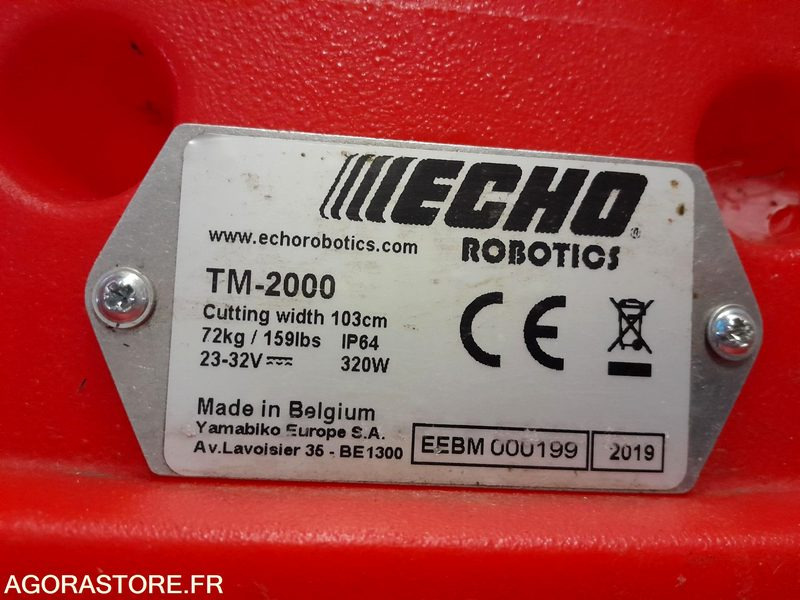 ECHO
ROBOTICS
www.echorobotics.com
TM-2000
Cutting width 103cm
72kg / 159lbs IP64
23-32V 320W
CE
Made in Belgium
Yamabiko Europe S.A.
Av.Lavoisier 35 - BE1300
EEBM 000199 2019
AGORASTORE.FR